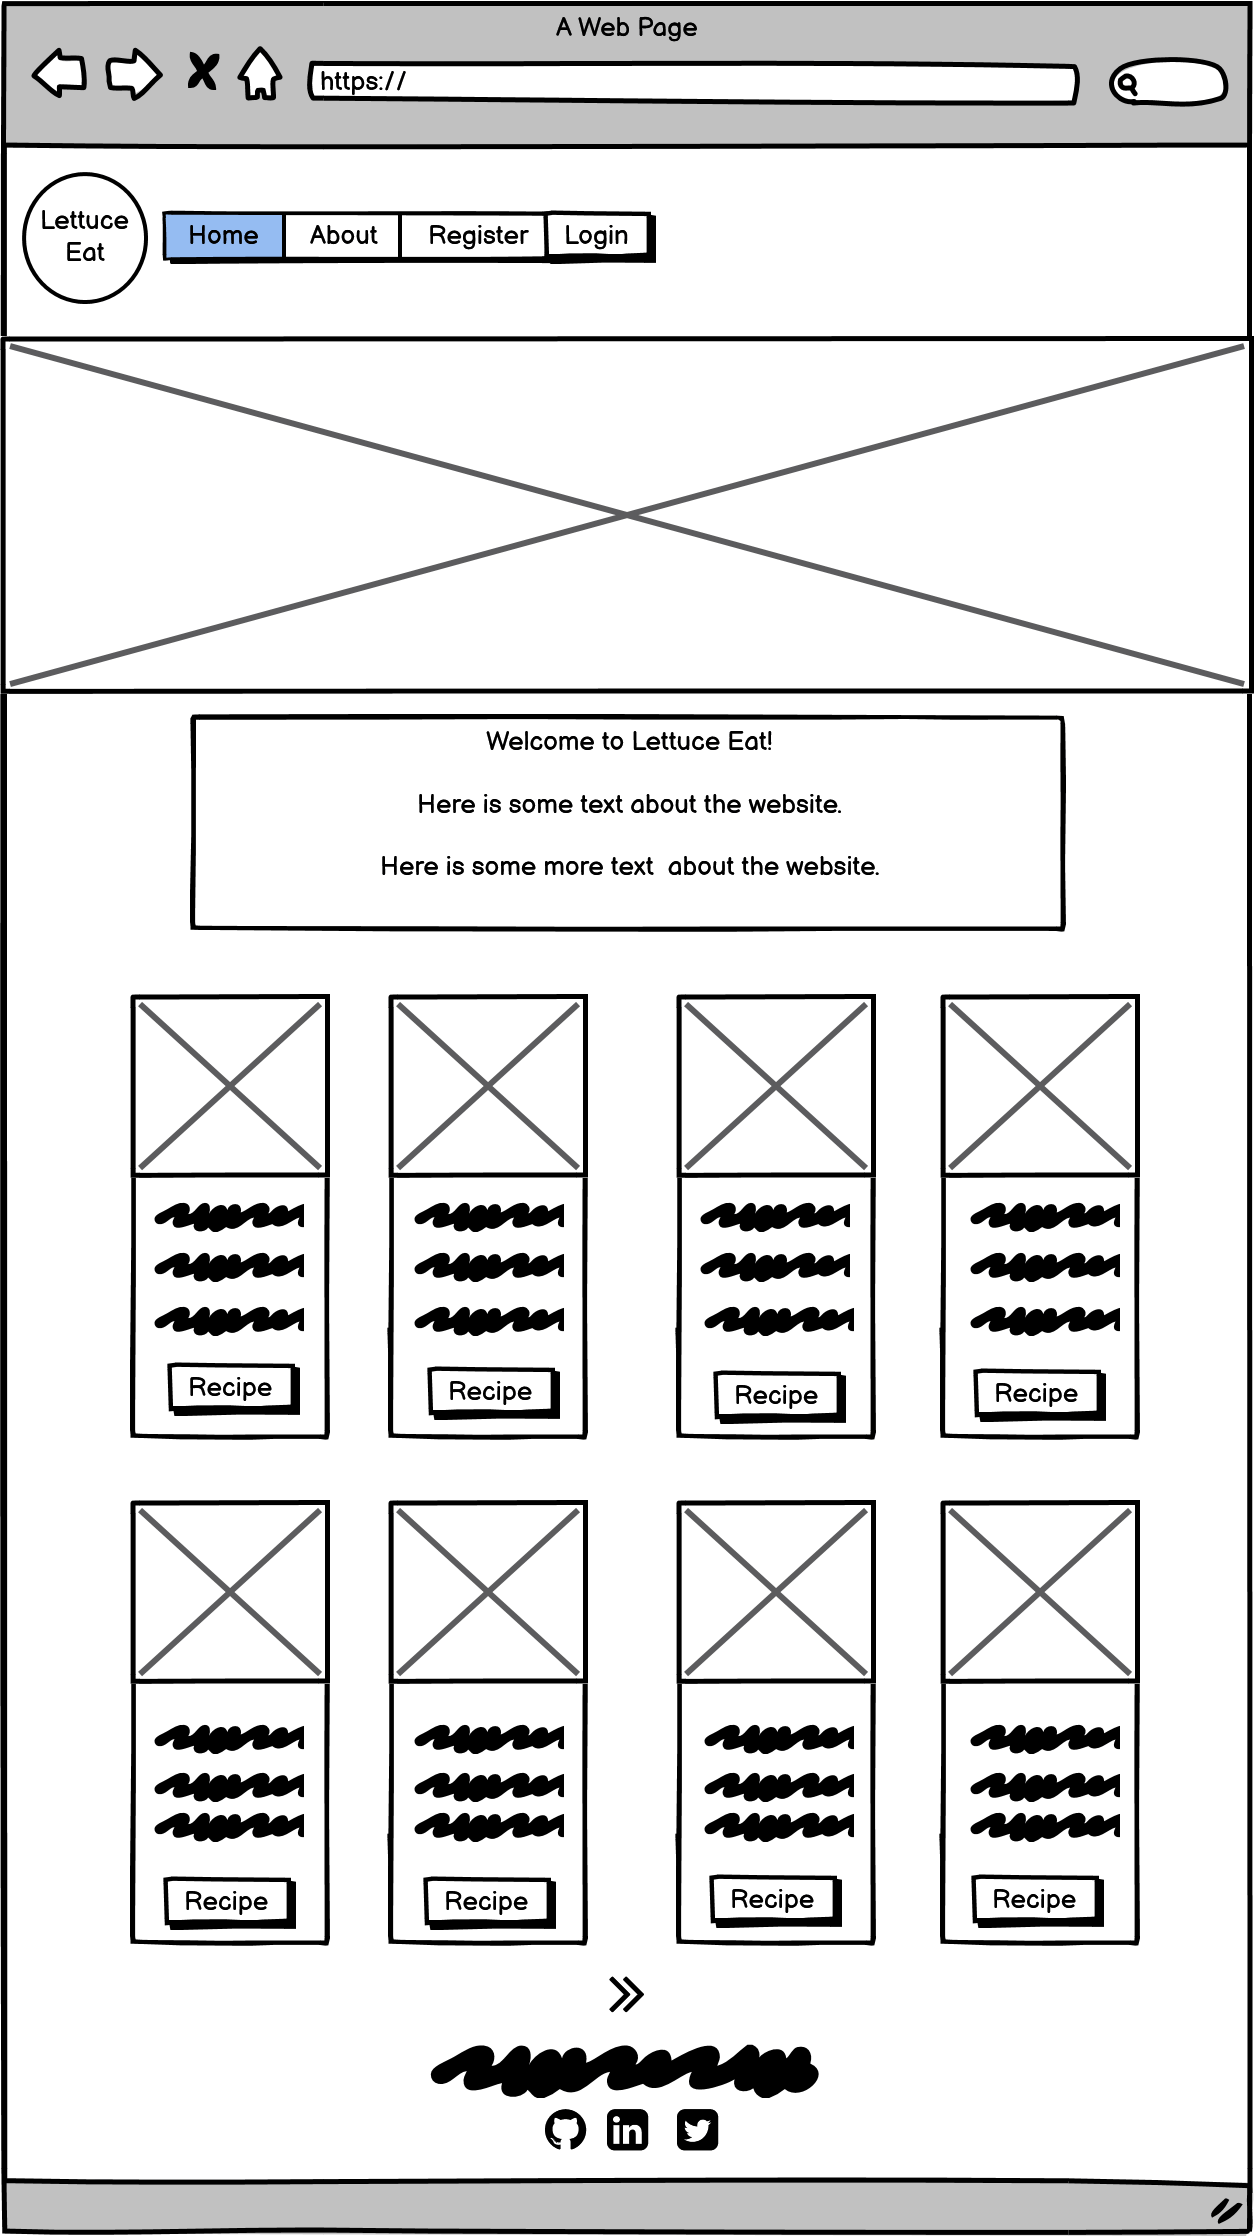 A Web Page
https://
Lettuce
Eat
Home About Register Login
Welcome to Lettuce Eat!
Here is some text about the website.
Here is some more text  about the website.
Recipe Recipe Recipe Recipe
Recipe Recipe Recipe Recipe